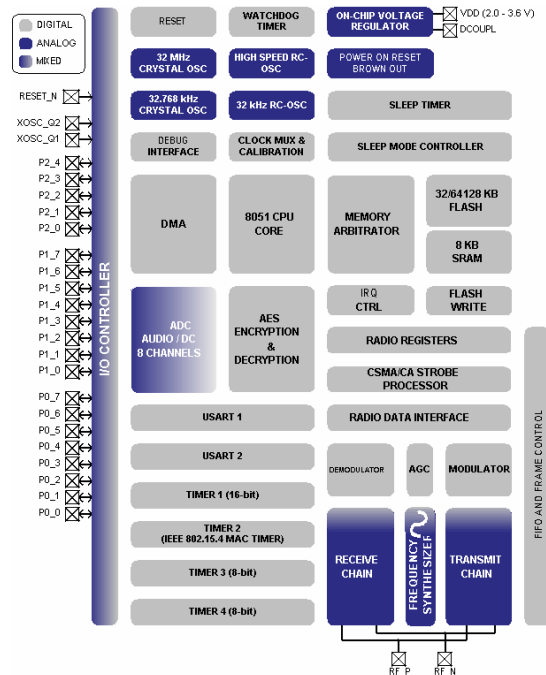 DIGITAL
ANALOG
MIXED
RESET
WATCHDOG
TIMER
ON-CHIP VOLTAGE
REGULATOR
VDD (2.0 - 3.6 V)
DCOUPL
32 MHz
CRYSTAL OSC
HIGH SPEED RC-
OSC
POWER ON RESET
BROWN OUT
RESET_N
32.768 kHz
CRYSTAL OSC
32 kHz RC-OSC
SLEEP TIMER
XOSC_Q2
XOSC_Q1
DEBUG
INTERFACE
CLOCK MUX &
CALIBRATION
SLEEP MODE CONTROLLER
P2_4
P2_3
P2_2
P2_1
P2_0
DMA
8051 CPU
CORE
MEMORY
ARBITRATOR
32/64128 KB
FLASH
8 KB
SRAM
P1_7
P1_6
P1_5
P1_4
P1_3
P1_2
P1_1
P1_0
I/O CONTROLLER
ADC
AUDIO / DC
8 CHANNELS
AES
ENCRYPTION
&
DECRYPTION
IRQ
CTRL
FLASH
WRITE
RADIO REGISTERS
CSMA/CA STROBE
PROCESSOR
P0_7
P0_6
P0_5
P0_4
P0_3
P0_2
P0_1
P0_0
USART 1
RADIO DATA INTERFACE
USART 2
DEMODULATOR
AGC
MODULATOR
TIMER 1 (16-bit)
TIMER 2
(IEEE 802.15.4 MAC TIMER)
TIMER 3 (8-bit)
TIMER 4 (8-bit)
RECEIVE
CHAIN
FREQUENCY
SYNTHESIZER
TRANSMIT
CHAIN
FIFO AND FRAME CONTROL
RF_P
RF_N